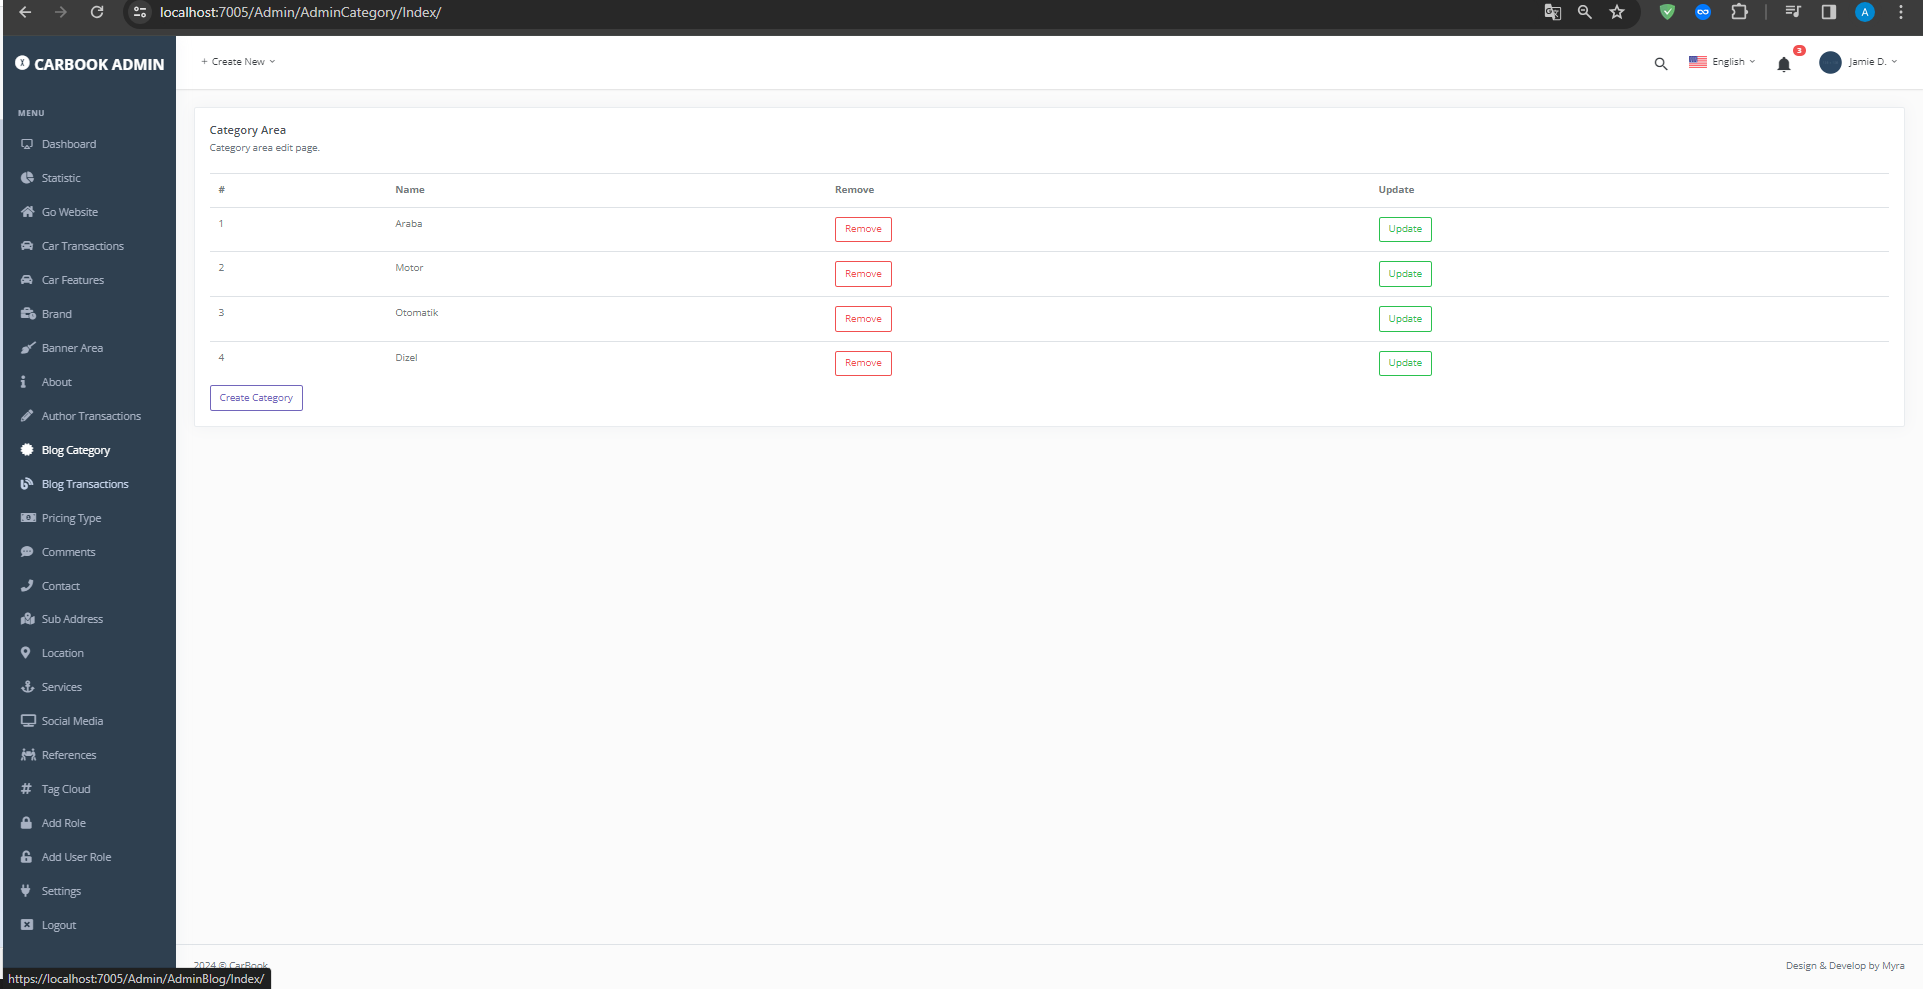 localhost:7005/Admin/AdminCategory/Index/
A
CARBOOK ADMIN
+ Create New
English
3
Jamie D.
MENU
Dashboard
Statistic
Go Website
Car Transactions
Car Features
Brand
Banner Area
About
Author Transactions
Blog Category
Blog Transactions
Pricing Type
Comments
Contact
Sub Address
Location
Services
Social Media
References
Tag Cloud
Add Role
Add User Role
Settings
Logout
Category Area
Category area edit page.
# Name Remove Update
1 Araba Remove Update
2 Motor Remove Update
3 Otomatik Remove Update
4 Dizel Remove Update
Create Category
2024 © CarBook
Design & Develop by Myra
https://localhost:7005/Admin/AdminBlog/Index/